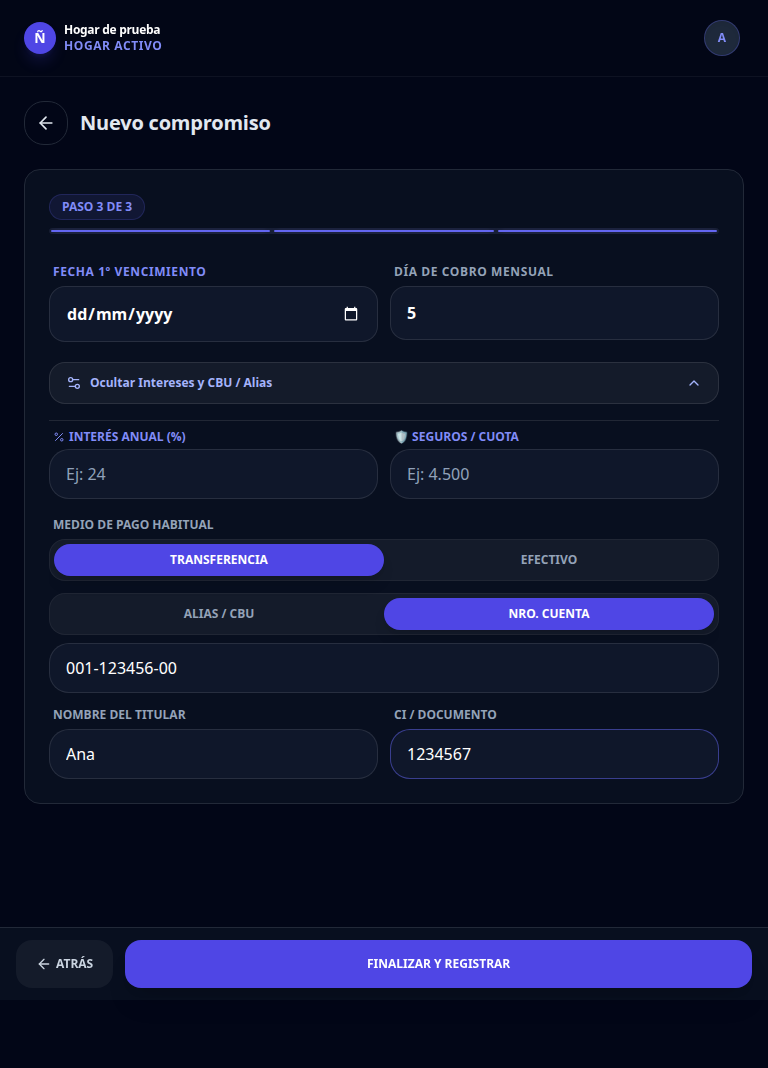 Ñ
Hogar de prueba
HOGAR ACTIVO
A
Nuevo compromiso
PASO 3 DE 3
FECHA 1º VENCIMIENTO
DÍA DE COBRO MENSUAL
dd/mm/yyyy
5
Ocultar Intereses y CBU / Alias
% INTERÉS ANUAL (%)
SEGUROS / CUOTA
Ej: 24
Ej: 4.500
MEDIO DE PAGO HABITUAL
TRANSFERENCIA
EFECTIVO
ALIAS / CBU
NRO. CUENTA
001-123456-00
NOMBRE DEL TITULAR
CI / DOCUMENTO
Ana
1234567
ATRÁS
FINALIZAR Y REGISTRAR